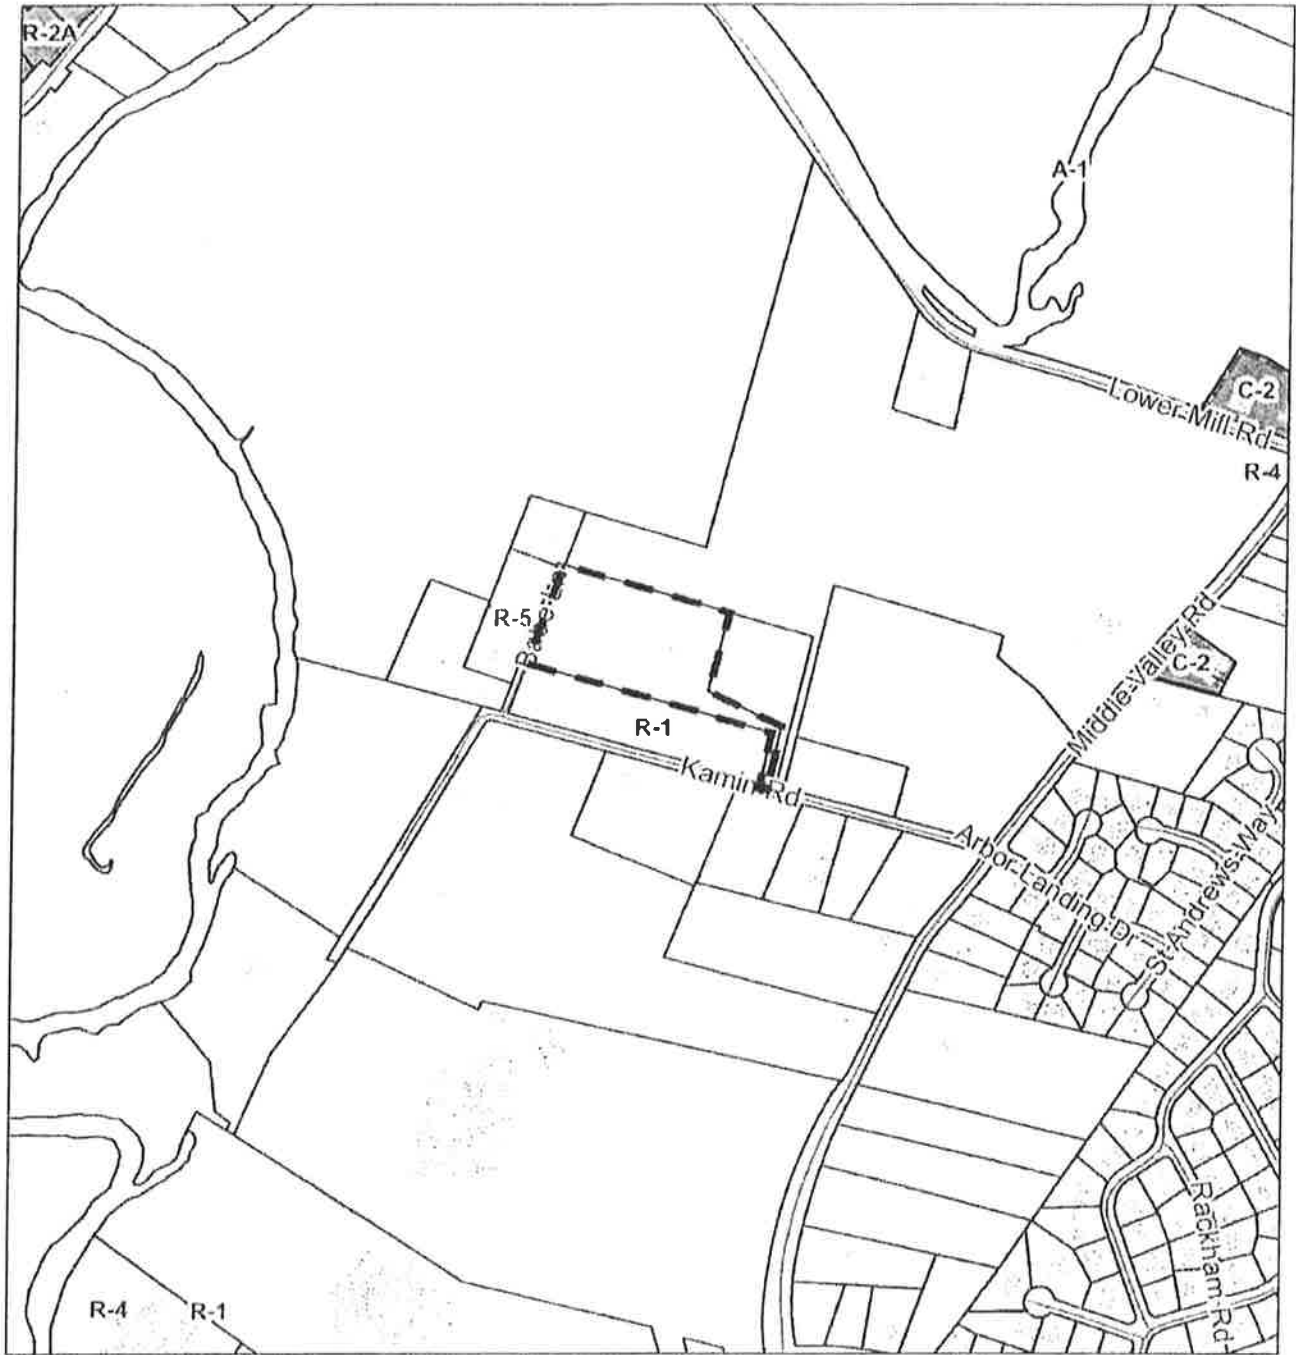 R-2A
A-1
C-2
Lower Mill Rd
R-4
R-5
Middle Valley Rd
C-2
R-1
Kamin Rd
Arbor Landing Dr
St Andrews Way
Rackham Rd
R-4
R-1